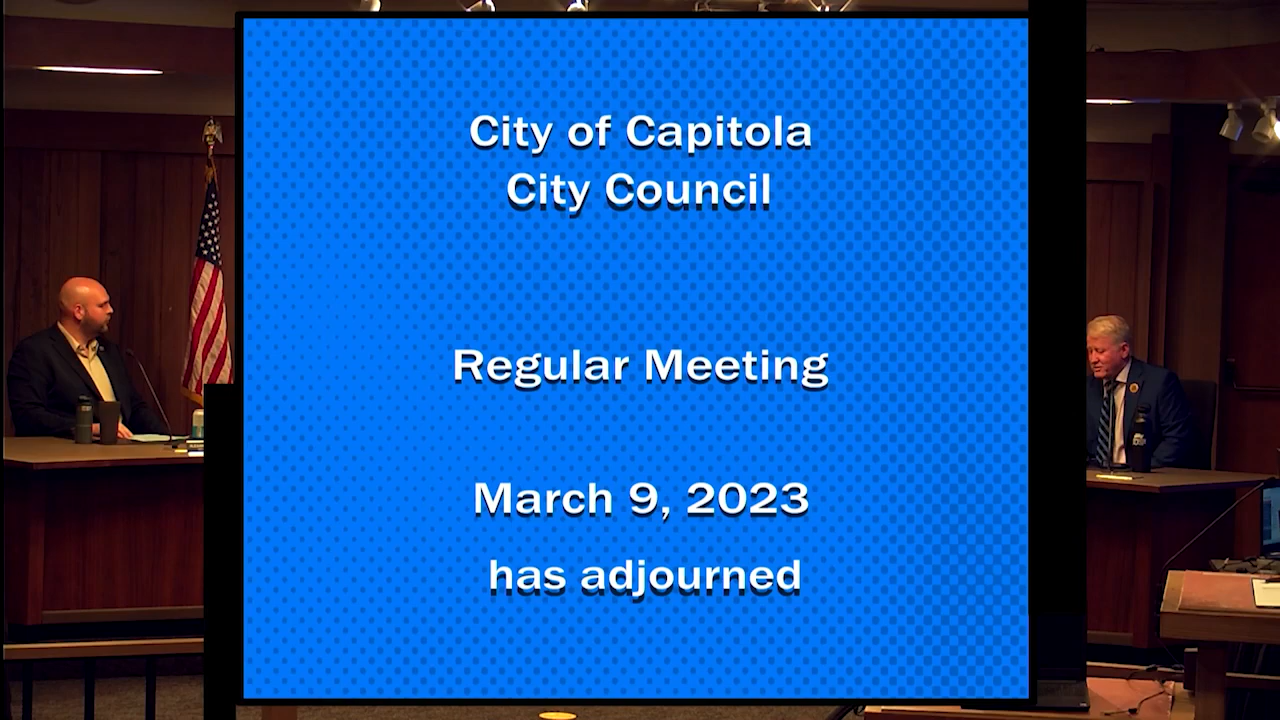 City of Capitola
City Council
Regular Meeting
March 9, 2023
has adjourned